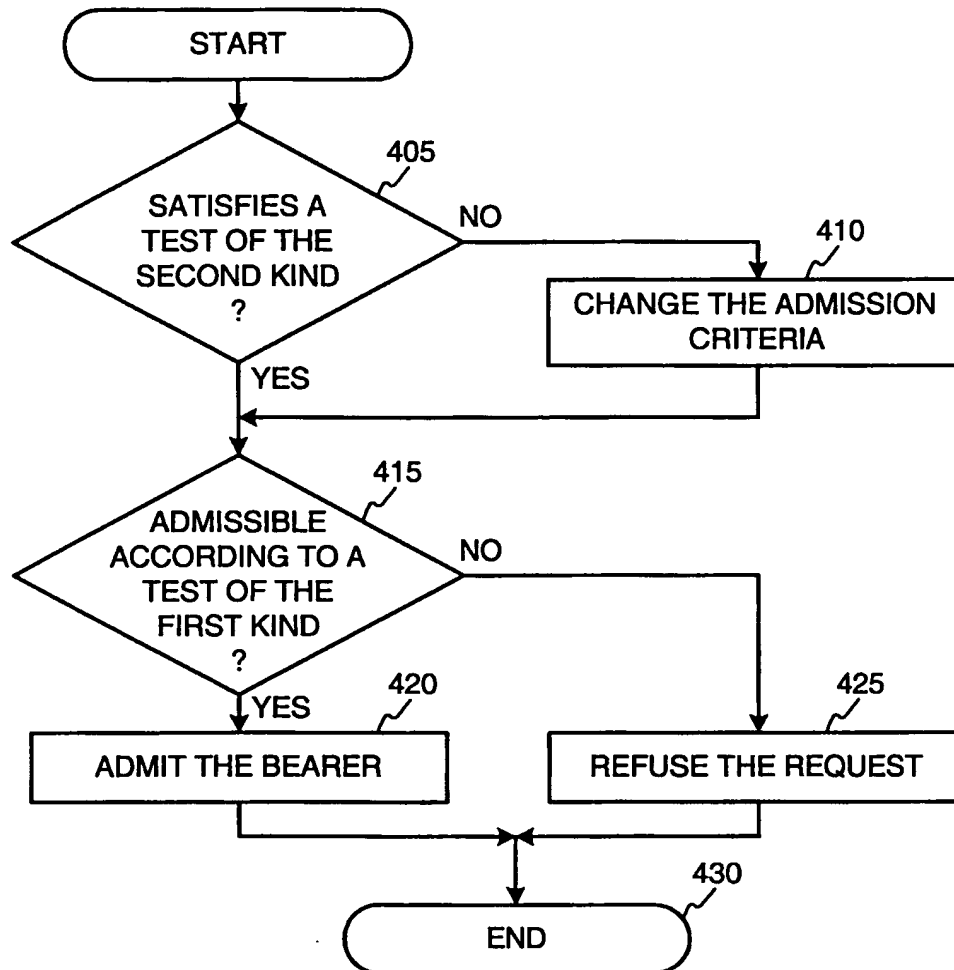 START
405
SATISFIES A
TEST OF THE
SECOND KIND
?
NO
410
CHANGE THE ADMISSION
CRITERIA
YES
415
ADMISSIBLE
ACCORDING TO A
TEST OF THE
FIRST KIND
?
NO
YES
420
ADMIT THE BEARER
425
REFUSE THE REQUEST
430
END